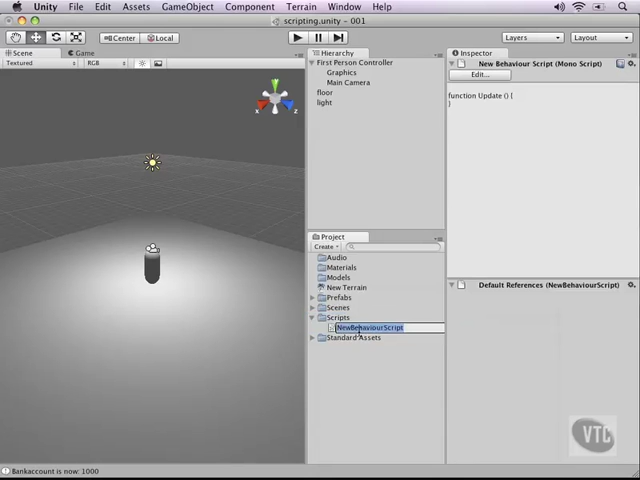 Unity File Edit Assets GameObject Component Terrain Window Help
scripting.unity - 001
Center Local
Layers Layout
Scene Game
Textured RGB
Hierarchy
First Person Controller
Graphics
Main Camera
floor
light
Project
Create
Audio
Materials
Models
New Terrain
Prefabs
Scenes
Scripts
NewBehaviourScript
Standard Assets
Inspector
New Behaviour Script (Mono Script)
Edit...
function Update () {
}
Default References (NewBehaviourScript)
y
x
z
VTC
Bankaccount is now: 1000